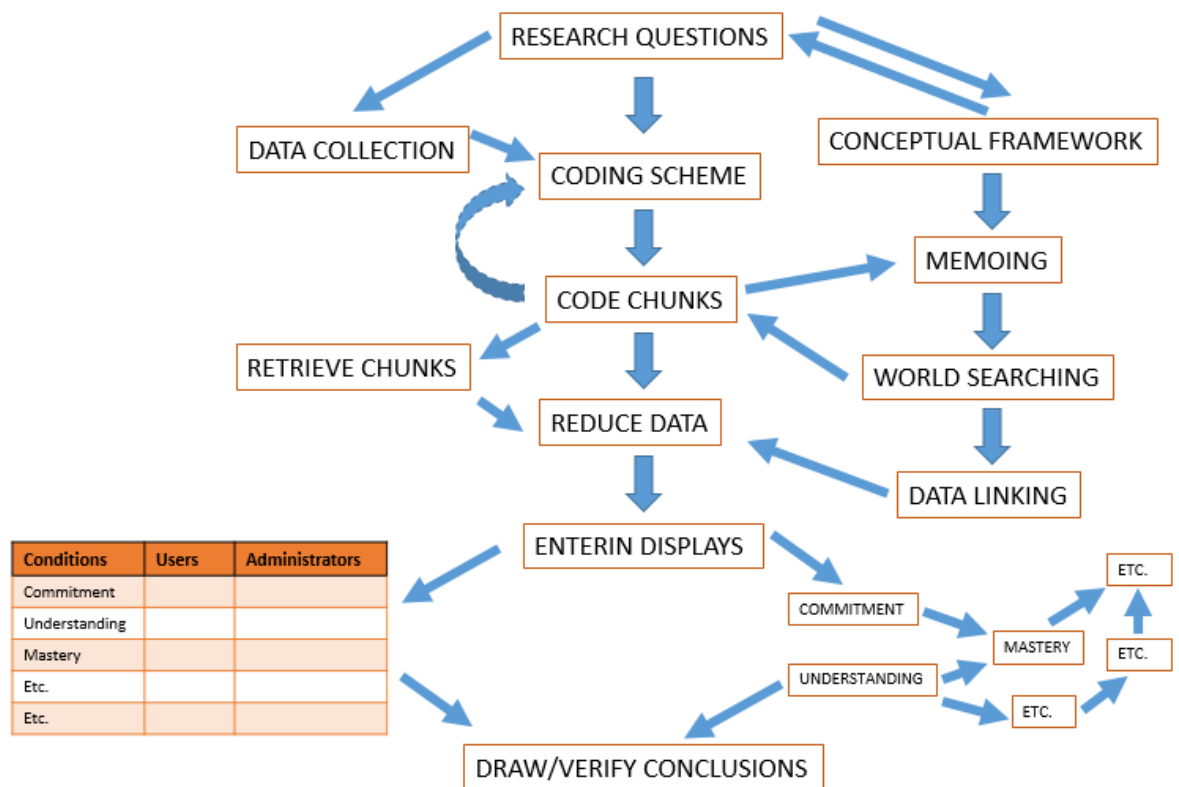 RESEARCH QUESTIONS
DATA COLLECTION
CONCEPTUAL FRAMEWORK
CODING SCHEME
MEMOING
CODE CHUNKS
RETRIEVE CHUNKS
WORLD SEARCHING
REDUCE DATA
DATA LINKING
ENTERIN DISPLAYS
Conditions Users Administrators
Commitment
Understanding
Mastery
Etc.
Etc.
COMMITMENT
UNDERSTANDING
MASTERY
ETC.
ETC.
ETC.
DRAW/VERIFY CONCLUSIONS